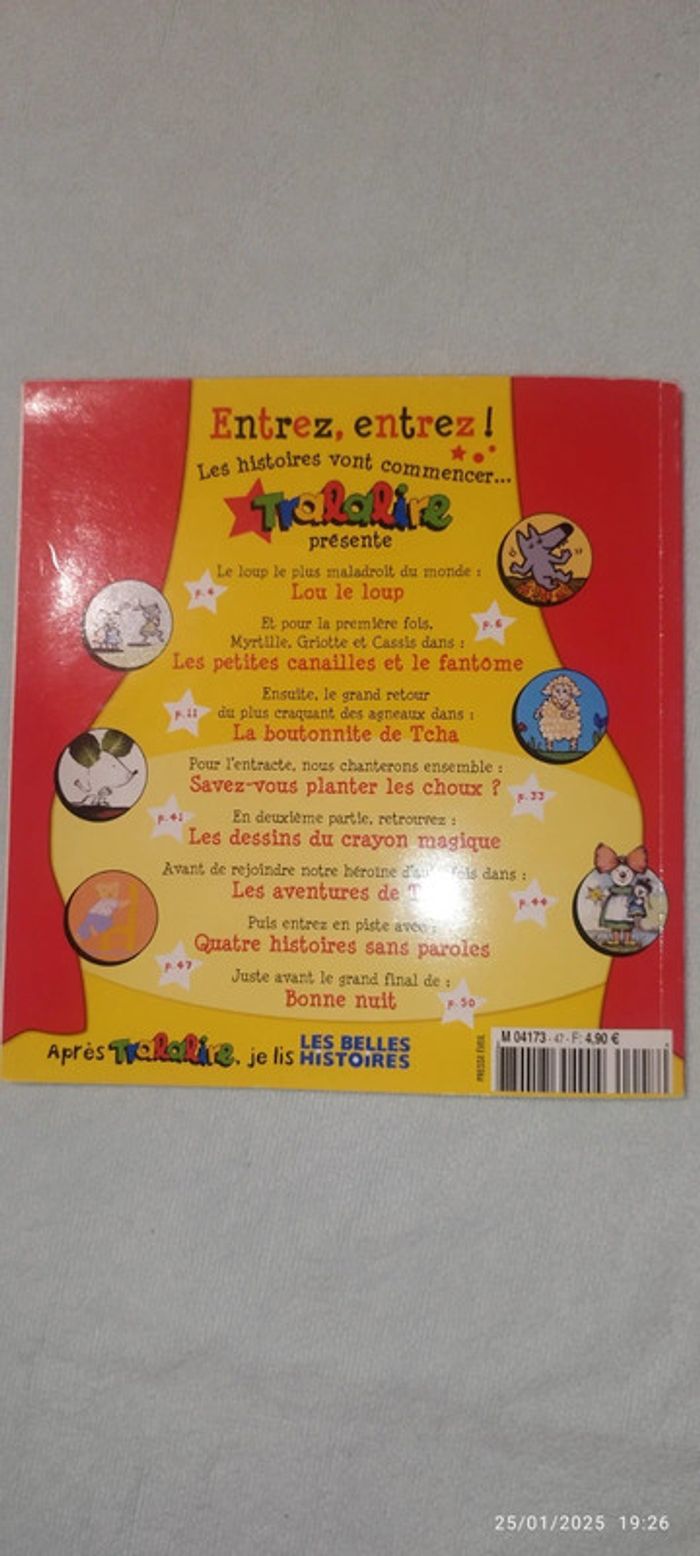 Entrez, entrez !
Les histoires vont commencer...
Tralalire
présente
Le loup le plus maladroit du monde :
p.4
Lou le loup
Et pour la première fois,
p.6
Myrtille, Griotte et Cassis dans :
Les petites canailles et le fantôme
Ensuite, le grand retour
p.11
du plus craquant des agneaux dans :
La boutonnite de Tcha
Pour l'entracte, nous chanterons ensemble :
Savez-vous planter les choux ?
p.33
p.41
En deuxième partie, retrouvez :
Les dessins du crayon magique
Avant de rejoindre notre héroïne dans :
Les aventures de
p.44
Puis entrez en piste avec :
Quatre histoires sans paroles
p.47
Juste avant le grand final de :
Bonne nuit
p.50
Après Tralalire, je lis LES BELLES HISTOIRES
PRESSE ÉVEIL
M 04173 - 47 - F: 4,90 €
25/01/2025 19:26